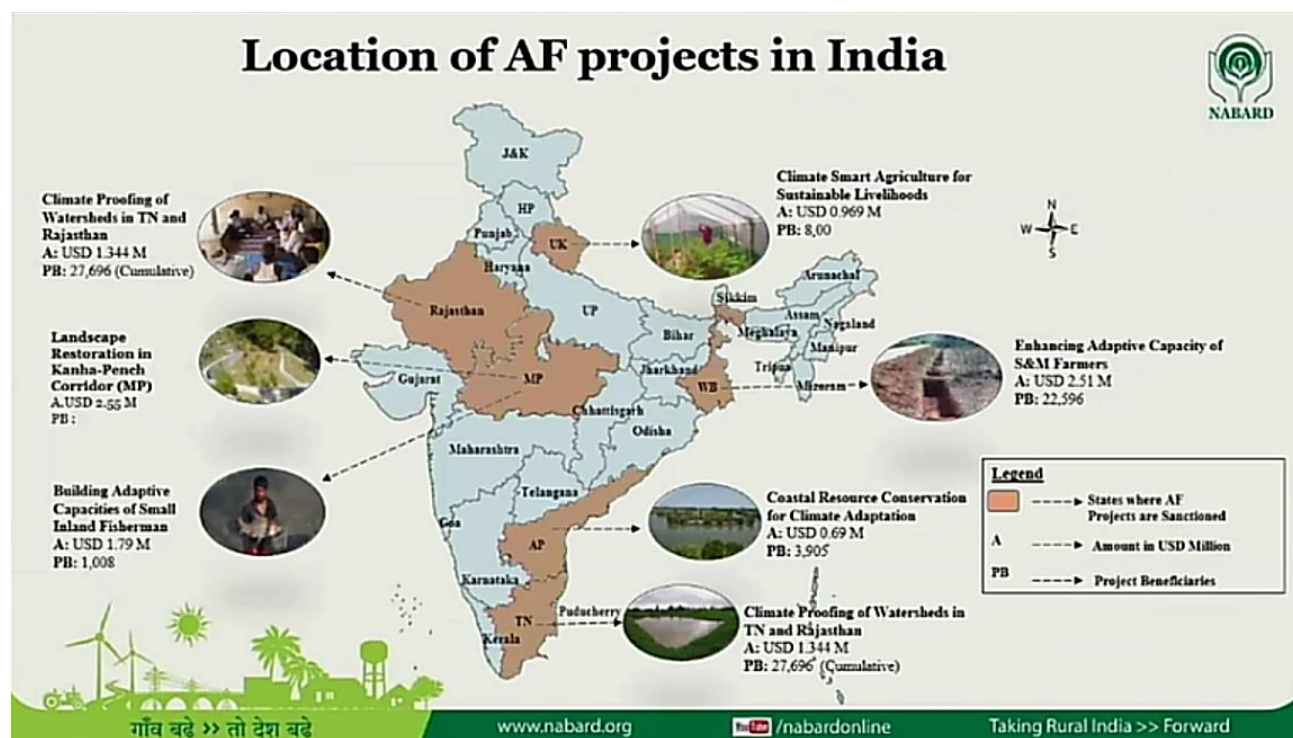 Location of AF projects in India
NABARD
Climate Proofing of
Watersheds in TN and
Rajasthan
A: USD 1.344 M
PB: 27,696 (Cumulative)
Landscape
Restoration in
Kanha-Pench
Corridor (MP)
A.USD 2.55 M
PB :
Building Adaptive
Capacities of Small
Inland Fisherman
A: USD 1.79 M
PB: 1,008
J&K
HP
Punjab
UK
Haryana
Rajasthan
UP
Sikkim
Arunachal
Assam
Nagaland
Meghalaya
Manipur
Bihar
Tripua
Mizoram
Jharkhand
WB
Gujarat
MP
Chhattisgarh
Odisha
Maharashtra
Telangana
Goa
AP
Karnataka
TN
Puducherry
Kerala
Climate Smart Agriculture for
Sustainable Livelihoods
A: USD 0.969 M
PB: 8,00
N
W E
S
Enhancing Adaptive Capacity of
S&M Farmers
A: USD 2.51 M
PB: 22,596
Coastal Resource Conservation
for Climate Adaptation
A: USD 0.69 M
PB: 3,905
Climate Proofing of Watersheds in
TN and Rajasthan
A: USD 1.344 M
PB: 27,696 (Cumulative)
Legend
States where AF
Projects are Sanctioned
A Amount in USD Million
PB Project Beneficiaries
गाँव बढ़े >> तो देश बढ़े
www.nabard.org
YouTube /nabardonline
Taking Rural India >> Forward